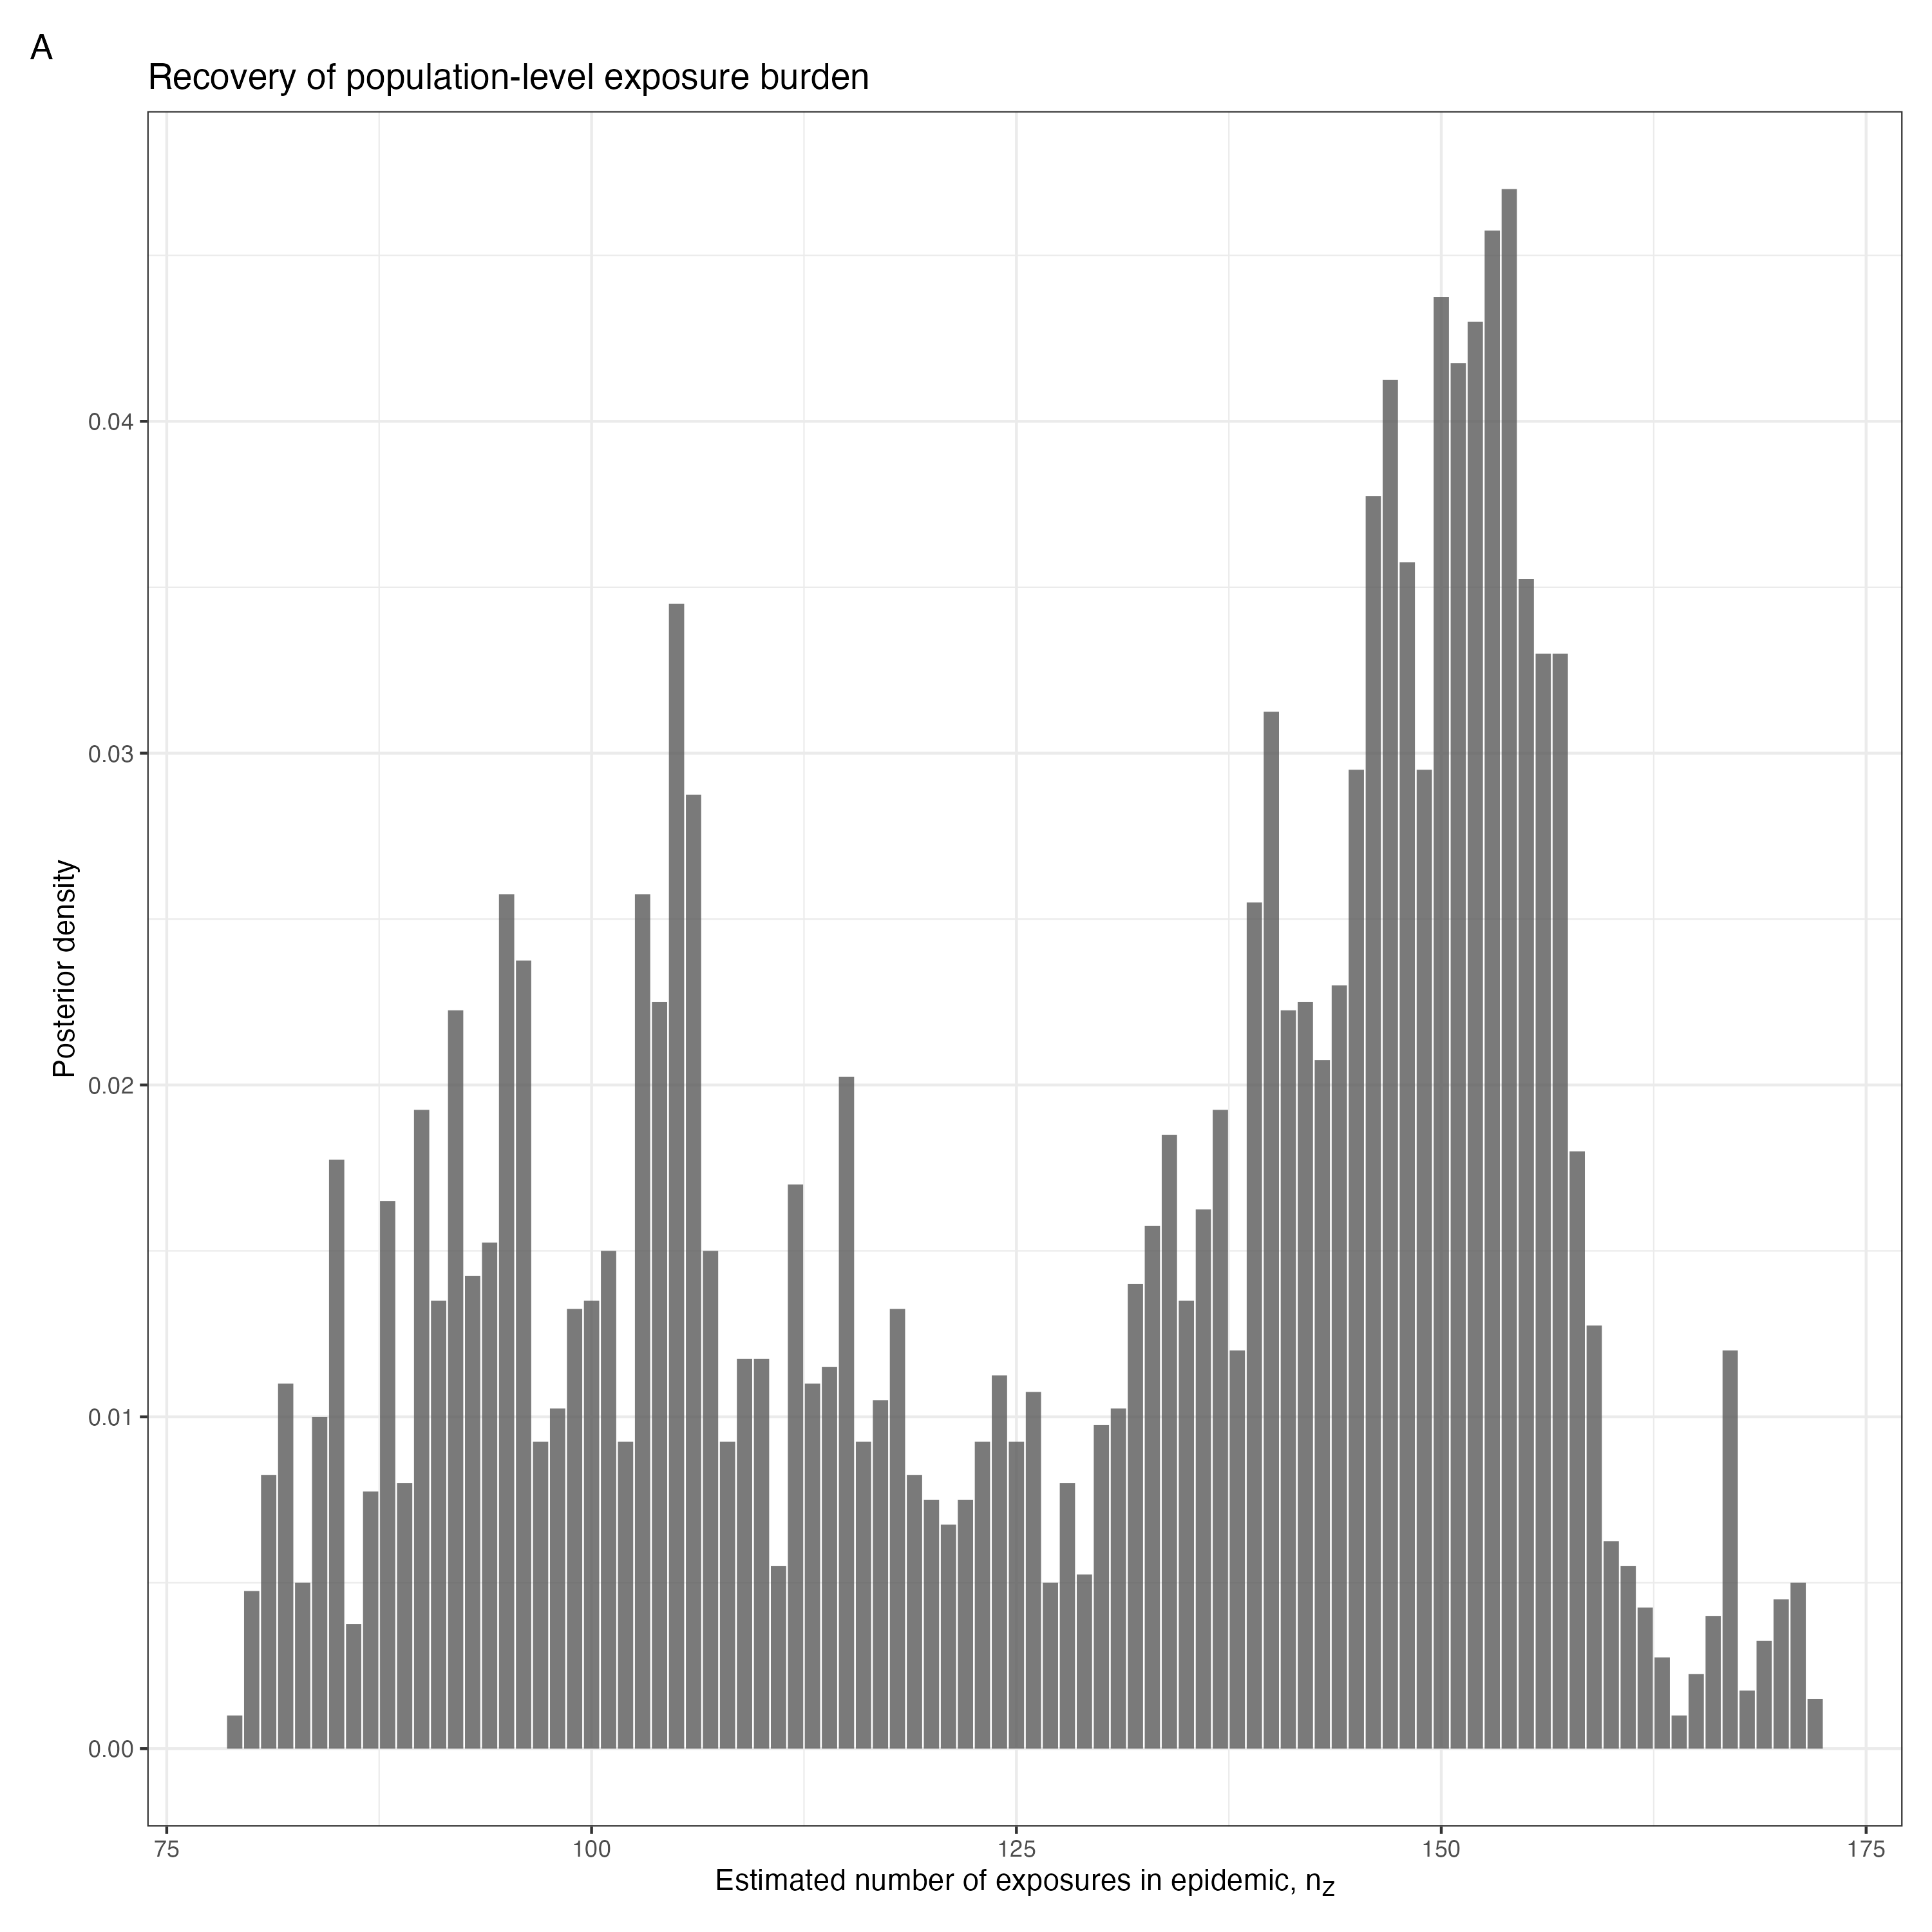 A
Recovery of population-level exposure burden
Posterior density
0.04
0.03
0.02
0.01
0.00
75 100 125 150 175
Estimated number of exposures in epidemic, nZ